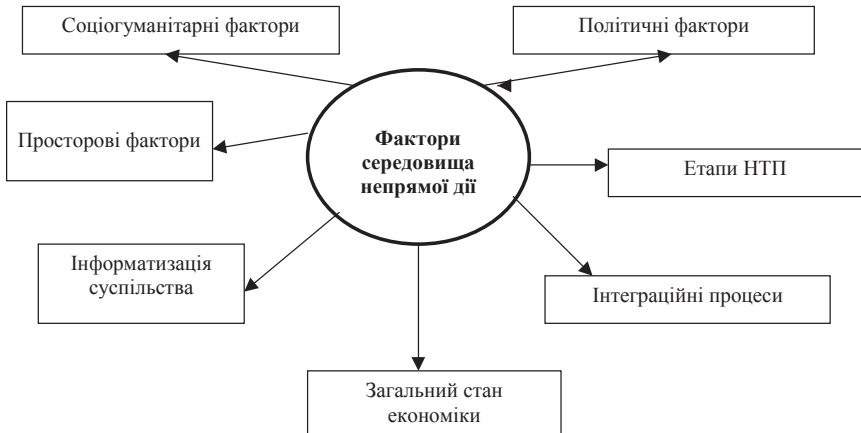 Соціогуманітарні фактори
Політичні фактори
Просторові фактори
Фактори
середовища
непрямої дії
Етапи НТП
Інформатизація
суспільства
Інтеграційні процеси
Загальний стан
економіки